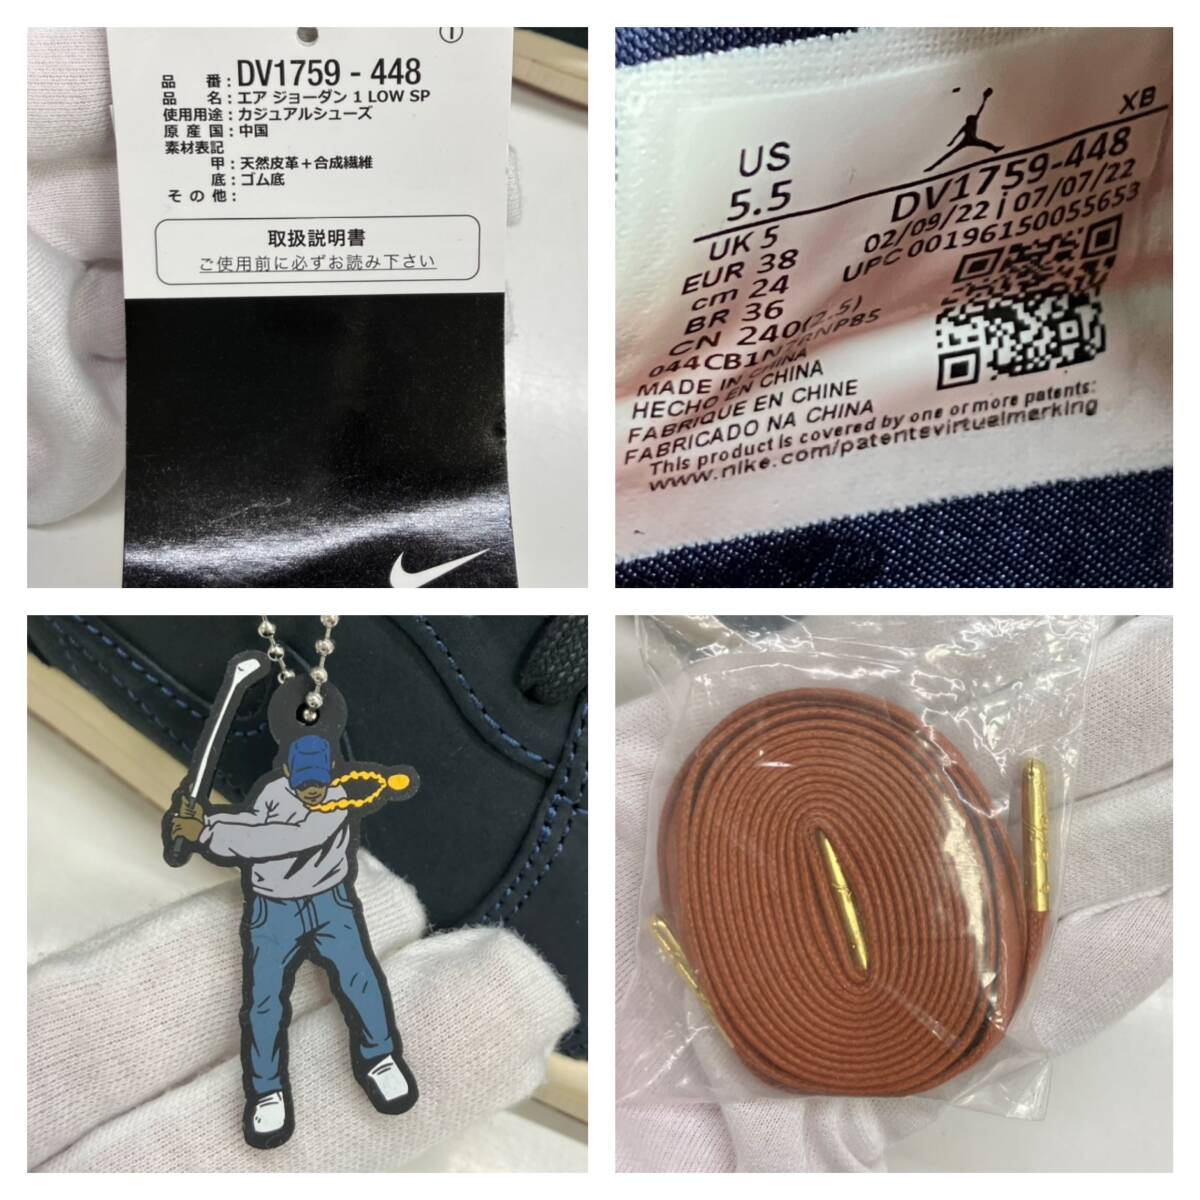 ①
品 番 : DV1759 - 448
品 名 : エア ジョーダン 1 LOW SP
使用用途 : カジュアルシューズ
原 産 国 : 中国
素材表記
甲 : 天然皮革＋合成繊維
底 : ゴム底
そ の 他 :
取扱説明書
ご使用前に必ずお読み下さい
XB
US
5.5
DV1759-448
02/09/22 | 07/07/22
UPC 00196150055653
UK 5
EUR 38
cm 24
BR 36
CN 240(2.5)
MADE IN CHINA
HECHO EN CHINA
FABRIQUE EN CHINE
FABRICADO NA CHINA
This product is covered by one or more patents:
www.nike.com/patentsvirtualmarking